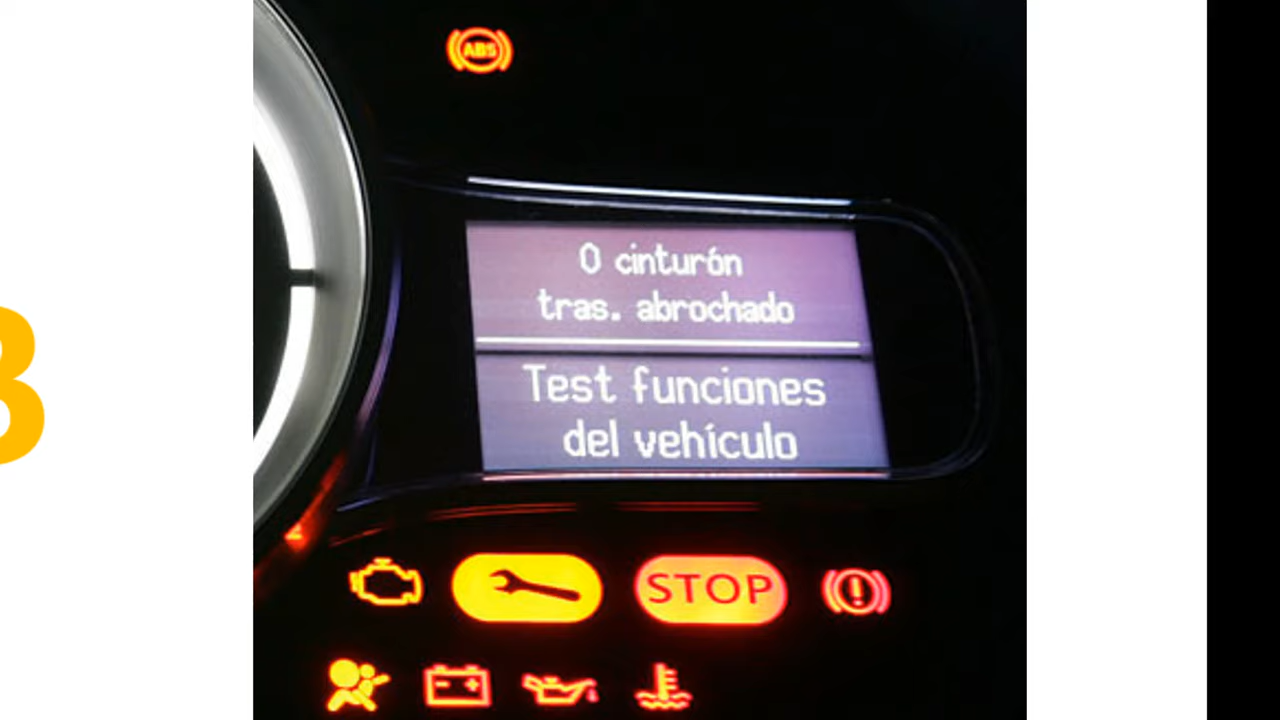 ABS
0 cinturón
tras. abrochado
Test funciones
del vehículo
STOP